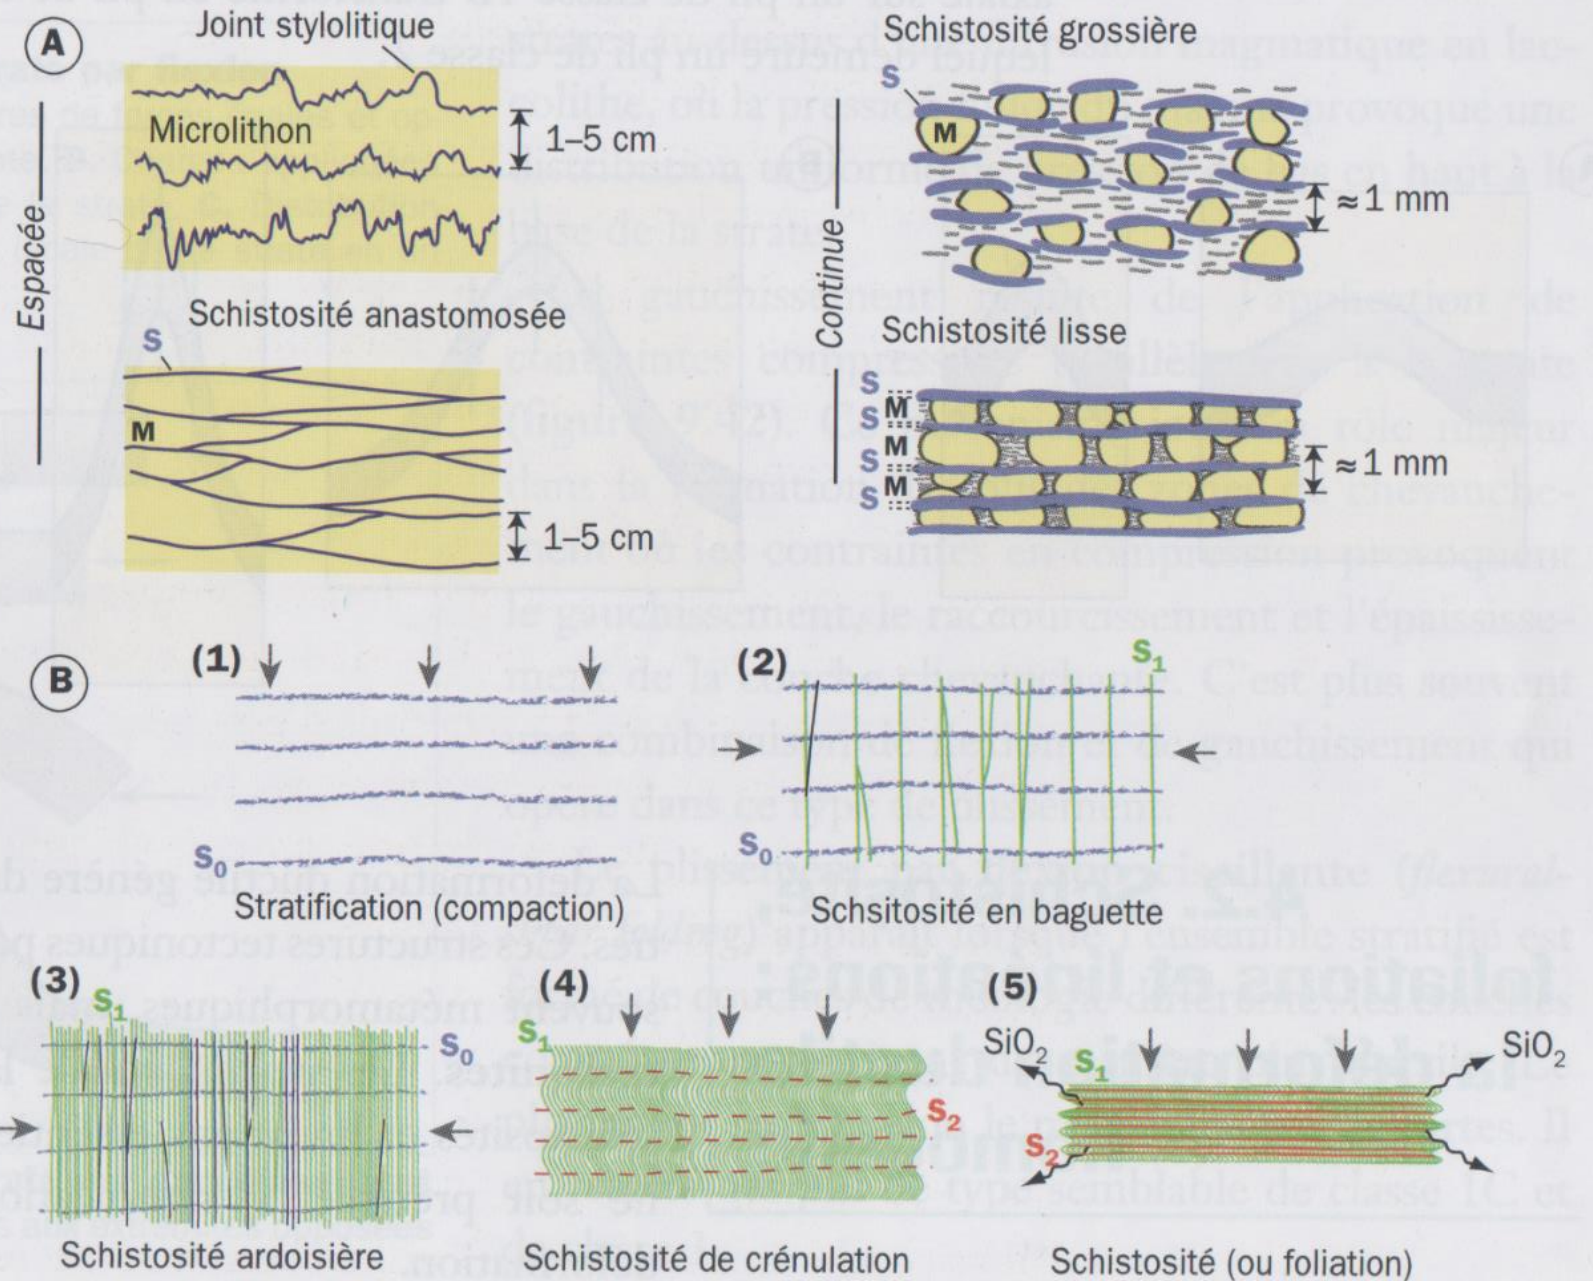 A
Joint stylolitique
Microlithon
1–5 cm
Espacée
Schistosité anastomosée
S
M
1–5 cm
Schistosité grossière
S
M
≈ 1 mm
Continue
Schistosité lisse
S
M
S
M
S
M
S
≈ 1 mm
B
(1)
S0
Stratification (compaction)
(2)
S1
S0
Schsitosité en baguette
(3)
S1
S0
Schistosité ardoisière
(4)
S1
S2
Schistosité de crénulation
(5)
SiO2
SiO2
S1
S2
Schistosité (ou foliation)